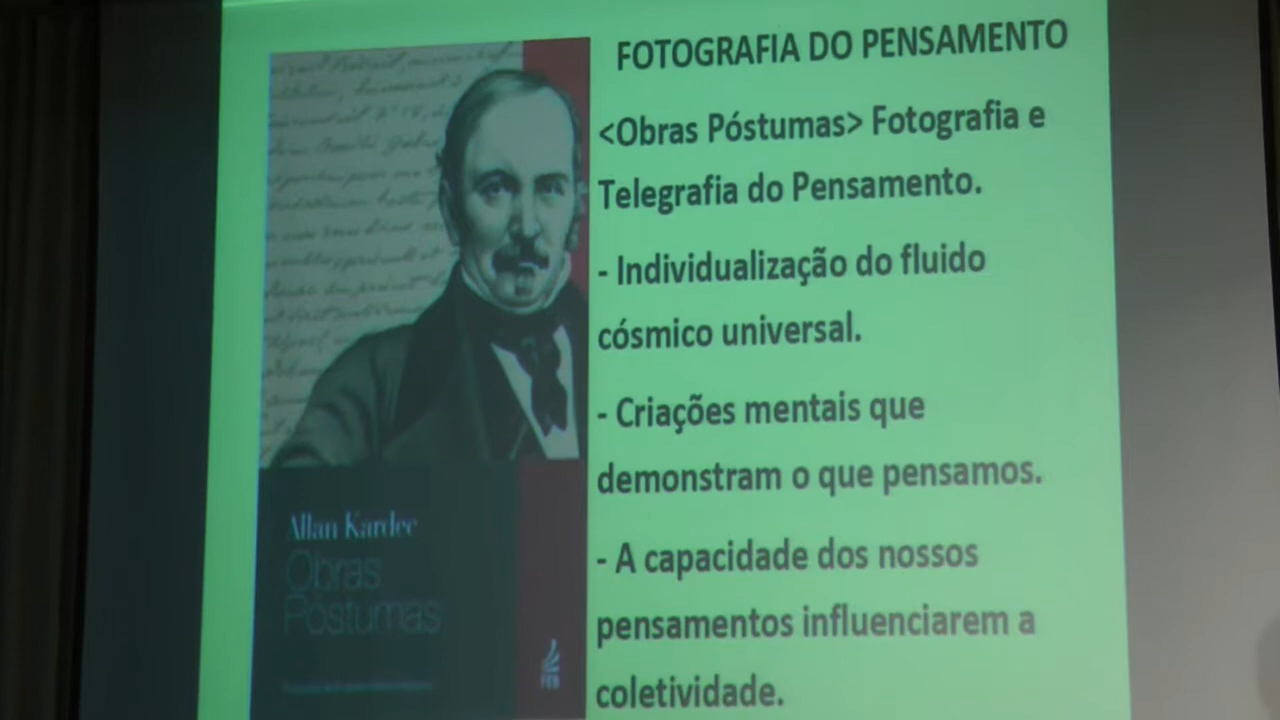 FOTOGRAFIA DO PENSAMENTO
<Obras Póstumas> Fotografia e
Telegrafia do Pensamento.
- Individualização do fluido
cósmico universal.
- Criações mentais que
demonstram o que pensamos.
- A capacidade dos nossos
pensamentos influenciarem a
coletividade.
Allan Kardec
Obras
Póstumas
FEB